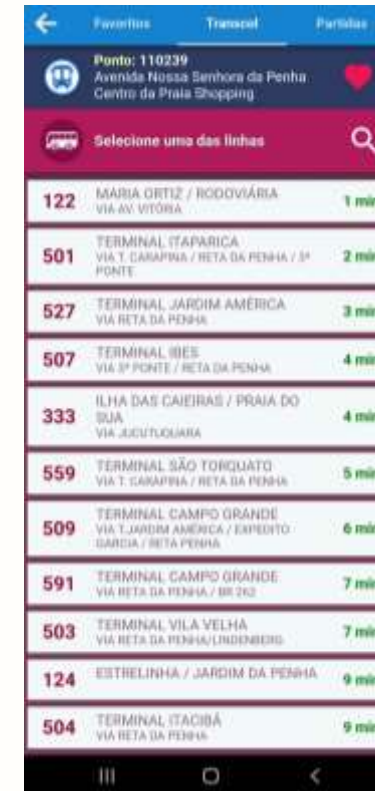 Favoritos Transcol Partidas
Ponto: 110239
Avenida Nossa Senhora da Penha
Centro da Praia Shopping
Selecione uma das linhas
122 MARIA ORTIZ / RODOVIÁRIA 1 min
VIA AV. VITÓRIA
501 TERMINAL ITAPARICA 2 min
VIA T. CARAPINA / RETA DA PENHA / 3ª
PONTE
527 TERMINAL JARDIM AMÉRICA 3 min
VIA RETA DA PENHA
507 TERMINAL IBES 4 min
VIA 3ª PONTE / RETA DA PENHA
333 ILHA DAS CAIEIRAS / PRAIA DO 4 min
SUA
VIA JUCUTUQUARA
559 TERMINAL SÃO TORQUATO 5 min
VIA T. CARAPINA / RETA DA PENHA
509 TERMINAL CAMPO GRANDE 6 min
VIA T.JARDIM AMÉRICA / EXPEDITO
GARCIA / RETA PENHA
591 TERMINAL CAMPO GRANDE 7 min
VIA RETA DA PENHA / BR 262
503 TERMINAL VILA VELHA 7 min
VIA RETA DA PENHA/LINDENBERG
124 ESTRELINHA / JARDIM DA PENHA 9 min
504 TERMINAL ITACIBÁ 9 min
VIA RETA DA PENHA